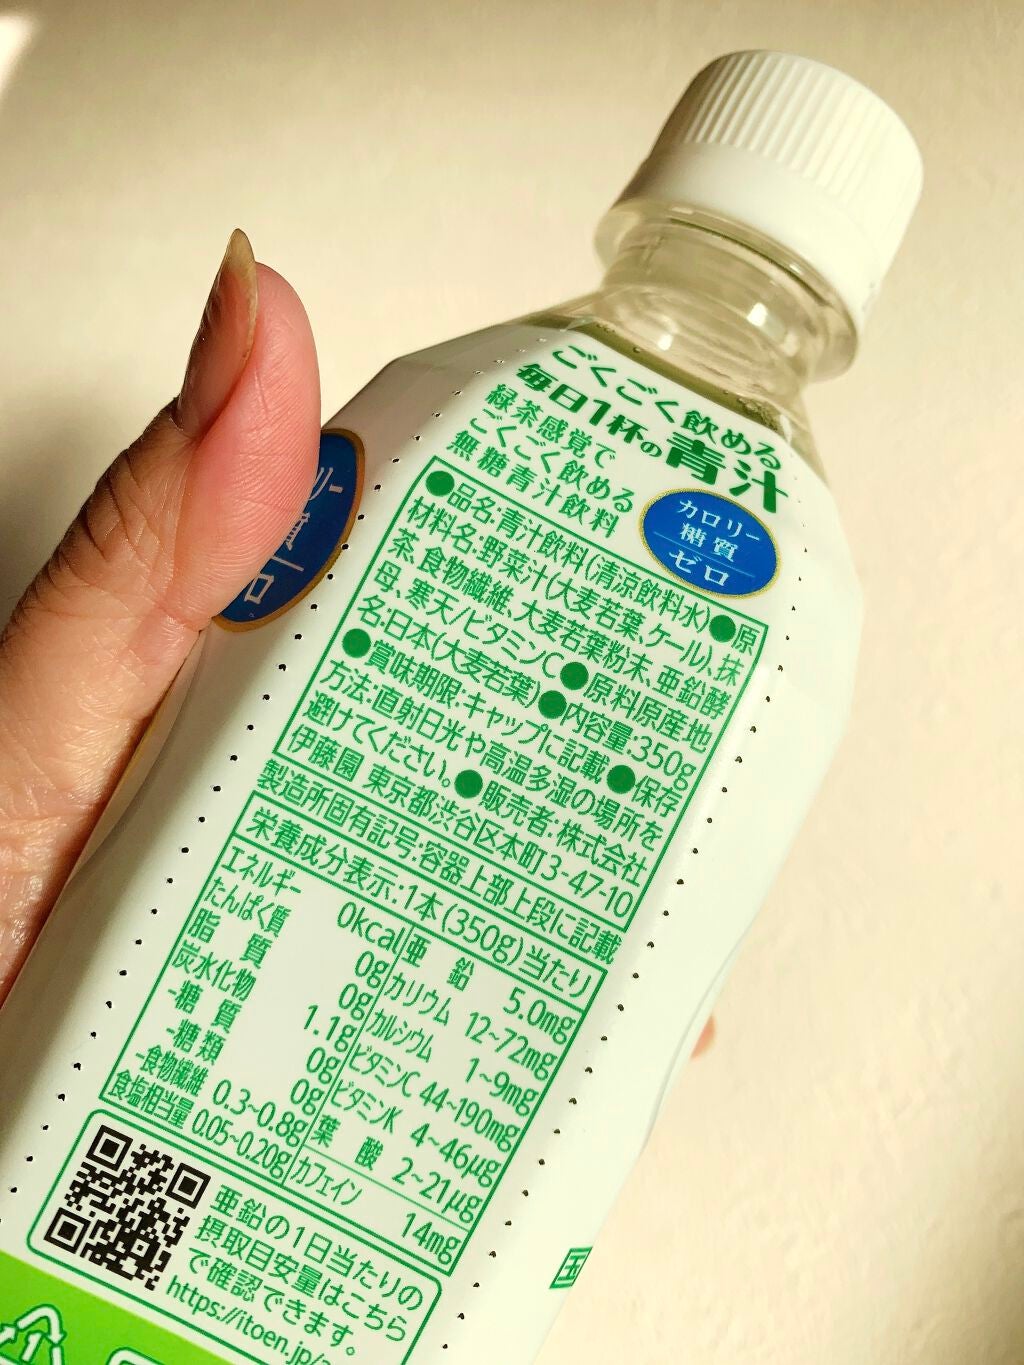 ごくごく飲める
毎日1杯の青汁
緑茶感覚で
ごくごく飲める
無糖青汁飲料
カロリー
糖質
ゼロ
リー
質
ロ
●品名:青汁飲料(清涼飲料水)●原
材料名:野菜汁(大麦若葉、ケール)、抹
茶、食物繊維、大麦若葉粉末、亜鉛酵
母、寒天/ビタミンC●原料原産地
名:日本(大麦若葉)●内容量:350g
●賞味期限:キャップに記載●保存
方法:直射日光や高温多湿の場所を
避けてください。●販売者:株式会社
伊藤園 東京都渋谷区本町3-47-10
製造所固有記号:容器上部上段に記載
栄養成分表示:1本(350g)当たり
エネルギー 0kcal
たんぱく質 0g
脂質 0g
炭水化物 1.1g
-糖質 0g
-糖類 0g
-食物繊維 0.3~0.8g
食塩相当量 0.05~0.20g
亜鉛 5.0mg
カリウム 12~72mg
カルシウム 1~9mg
ビタミンC 44~190mg
ビタミンK 4~46μg
葉酸 2~21μg
カフェイン 14mg
亜鉛の1日当たりの
摂取目安量はこちら
で確認できます。
https://itoen.jp/
国
1